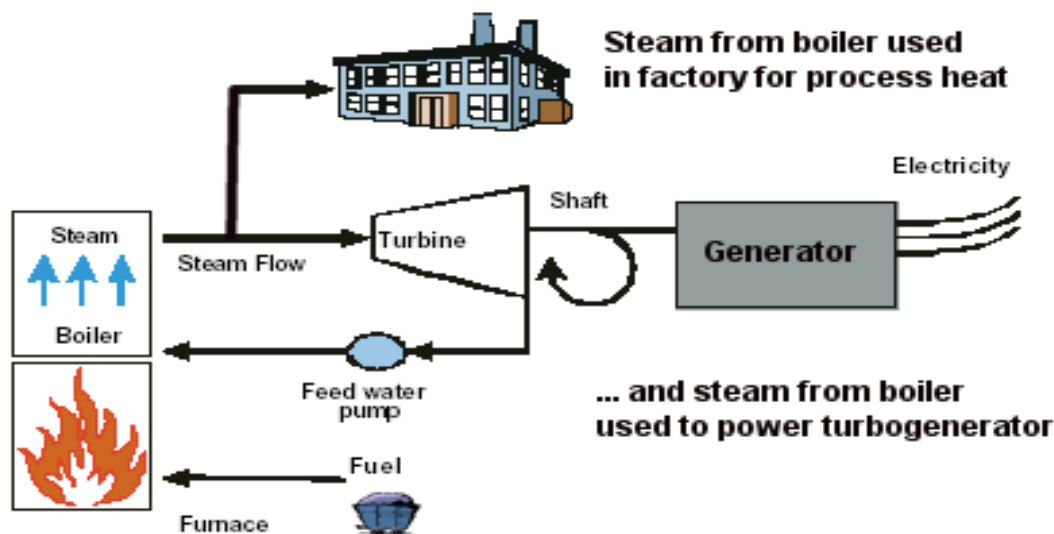 Steam from boiler used
in factory for process heat
Electricity
Shaft
Steam
Turbine
Generator
Steam Flow
Boiler
Feed water
pump
... and steam from boiler
used to power turbogenerator
Fuel
Furnace